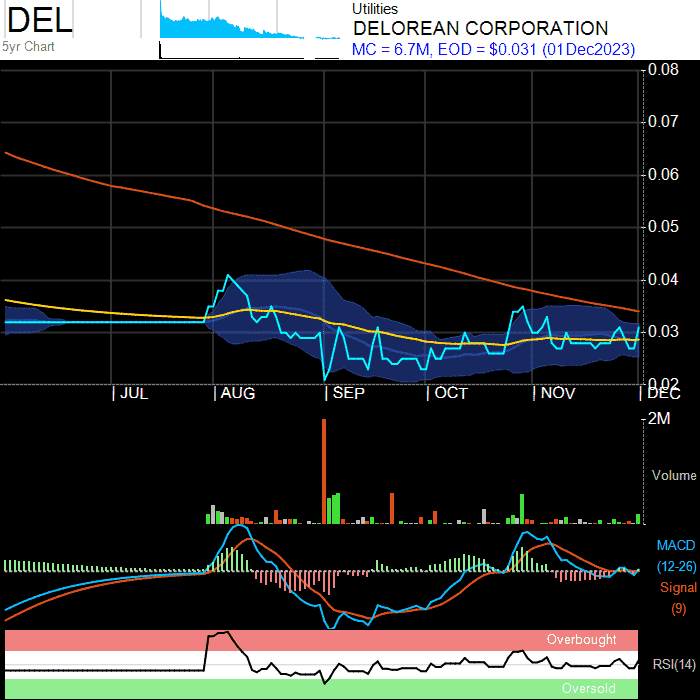 DEL
5yr Chart
Utilities
DELOREAN CORPORATION
MC = 6.7M, EOD = $0.031 (01Dec2023)
0.08
0.07
0.06
0.05
0.04
0.03
0.02
JUL
AUG
SEP
OCT
NOV
DEC
2M
Volume
MACD
(12-26)
Signal
(9)
Overbought
RSI(14)
Oversold